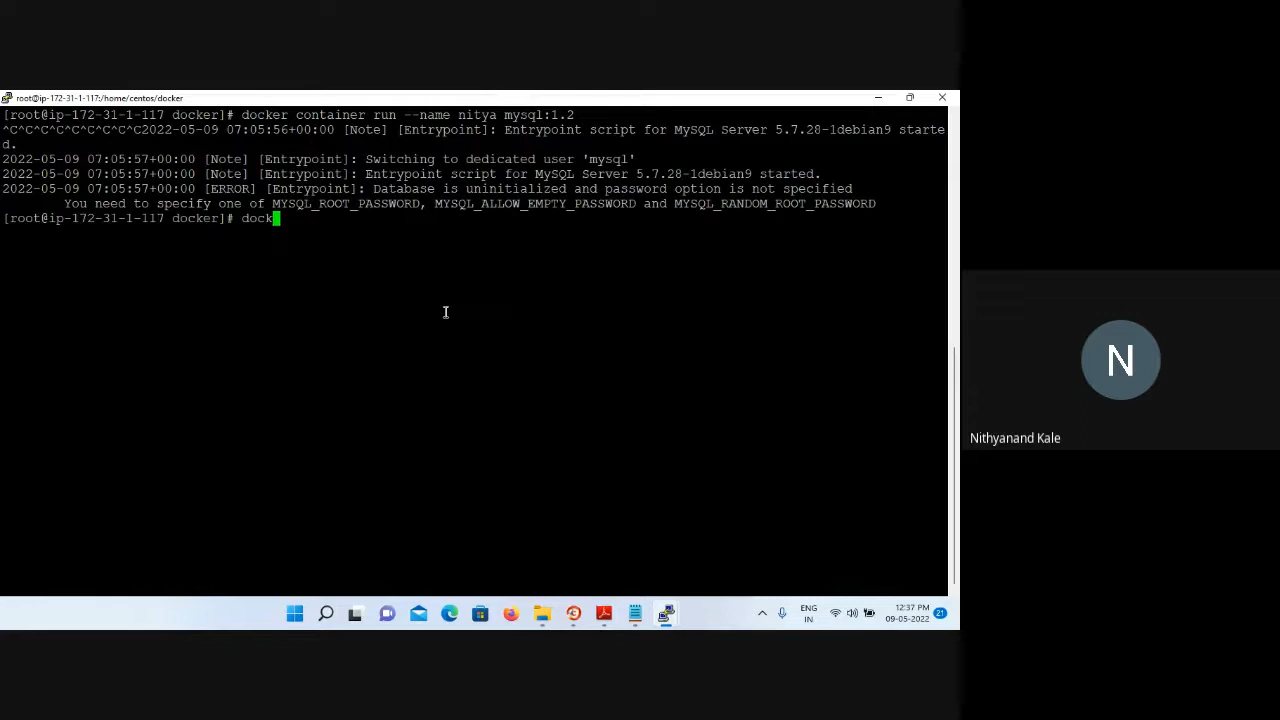 root@ip-172-31-1-117:/home/centos/docker
[root@ip-172-31-1-117 docker]# docker container run --name nitya mysql:1.2
^C^C^C^C^C^C^C^C^C2022-05-09 07:05:56+00:00 [Note] [Entrypoint]: Entrypoint script for MySQL Server 5.7.28-1debian9 starte
d.
2022-05-09 07:05:57+00:00 [Note] [Entrypoint]: Switching to dedicated user 'mysql'
2022-05-09 07:05:57+00:00 [Note] [Entrypoint]: Entrypoint script for MySQL Server 5.7.28-1debian9 started.
2022-05-09 07:05:57+00:00 [ERROR] [Entrypoint]: Database is uninitialized and password option is not specified
You need to specify one of MYSQL_ROOT_PASSWORD, MYSQL_ALLOW_EMPTY_PASSWORD and MYSQL_RANDOM_ROOT_PASSWORD
[root@ip-172-31-1-117 docker]# dock
N
Nithyanand Kale
ENG
IN
12:37 PM
09-05-2022
21